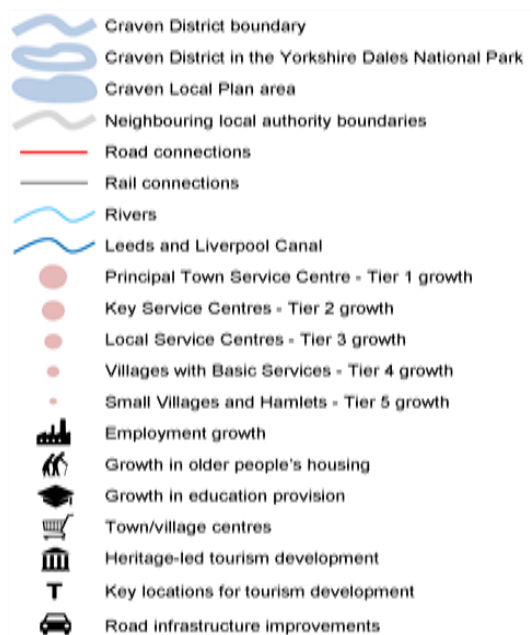 Craven District boundary
Craven District in the Yorkshire Dales National Park
Craven Local Plan area
Neighbouring local authority boundaries
Road connections
Rail connections
Rivers
Leeds and Liverpool Canal
Principal Town Service Centre - Tier 1 growth
Key Service Centres - Tier 2 growth
Local Service Centres - Tier 3 growth
Villages with Basic Services - Tier 4 growth
Small Villages and Hamlets - Tier 5 growth
Employment growth
Growth in older people's housing
Growth in education provision
Town/village centres
Heritage-led tourism development
T Key locations for tourism development
Road infrastructure improvements